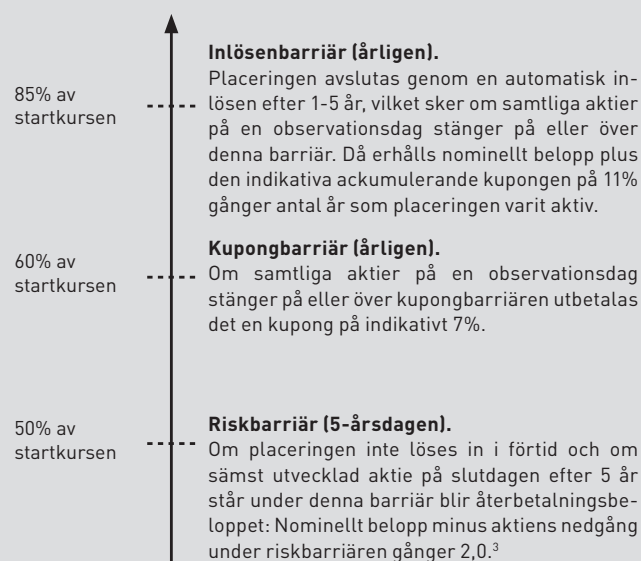 Inlösenbarriär (årligen).
85% av
startkursen
Placeringen avslutas genom en automatisk in-
lösen efter 1-5 år, vilket sker om samtliga aktier
på en observationsdag stänger på eller över
denna barriär. Då erhålls nominellt belopp plus
den indikativa ackumulerande kupongen på 11%
gånger antal år som placeringen varit aktiv.
60% av
startkursen
Kupongbarriär (årligen).
Om samtliga aktier på en observationsdag
stänger på eller över kupongbarriären utbetalas
det en kupong på indikativt 7%.
50% av
startkursen
Riskbarriär (5-årsdagen).
Om placeringen inte löses in i förtid och om
sämst utvecklad aktie på slutdagen efter 5 år
står under denna barriär blir återbetalningsbe-
loppet: Nominellt belopp minus aktiens nedgång
under riskbarriären gånger 2,0.³